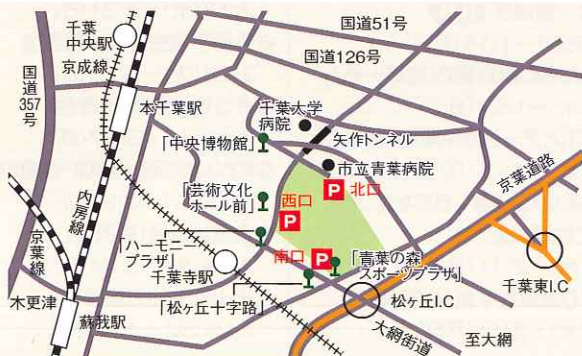 国道51号
千葉
中央駅
国道126号
京成線
国道
357
号
本千葉駅
千葉大学
病院
矢作トンネル
「中央博物館」
市立青葉病院
京葉道路
P
北口
「芸術文化
ホール前」
西口
P
内房線
京葉線
「ハーモニー
プラザ」
南口
P
「青葉の森
スポーツプラザ」
千葉寺駅
千葉東I.C
木更津
「松ヶ丘十字路」
松ヶ丘I.C
蘇我駅
大網街道
至大網